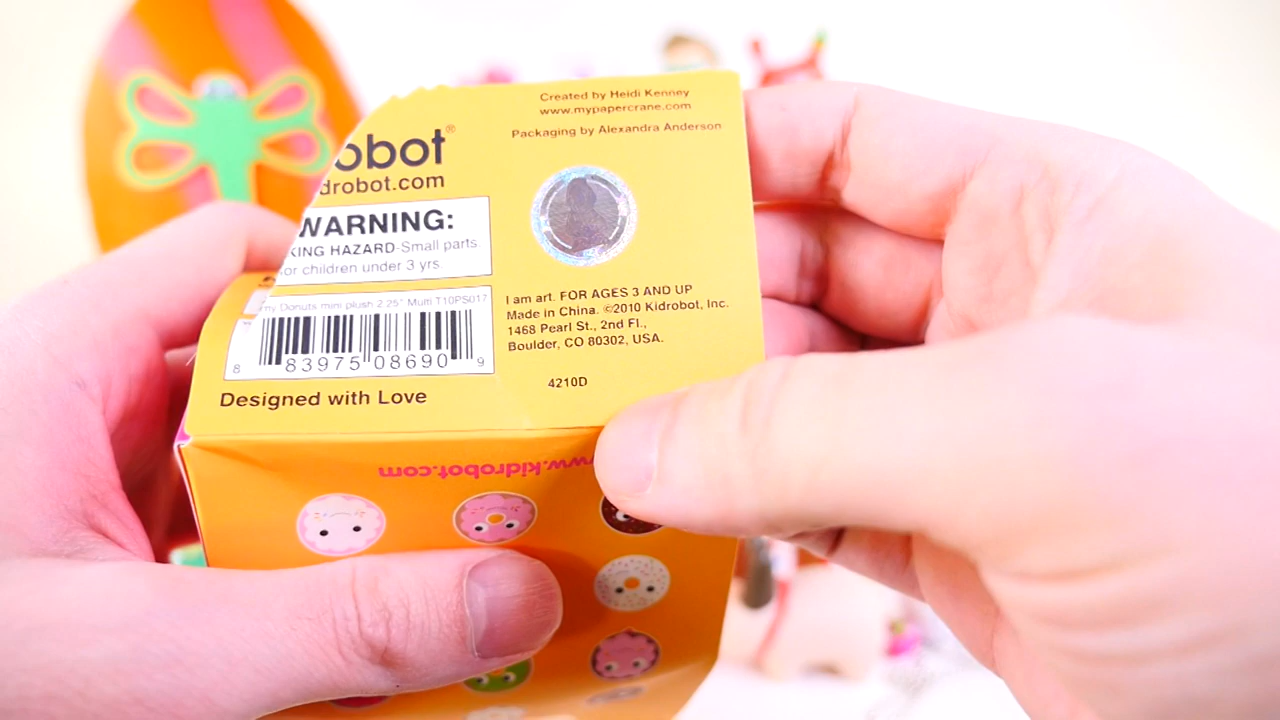 Created by Heidi Kenney
www.mypapercrane.com
Packaging by Alexandra Anderson
obot®
drobot.com
WARNING:
KING HAZARD-Small parts
or children under 3 yrs.
my Donuts mini plush 2.25" Multi T10PS017
8 83975 08690 9
I am art. FOR AGES 3 AND UP
Made in China. ©2010 Kidrobot, Inc.
1468 Pearl St., 2nd Fl.,
Boulder, CO 80302, USA.
4210D
Designed with Love
www.kidrobot.com